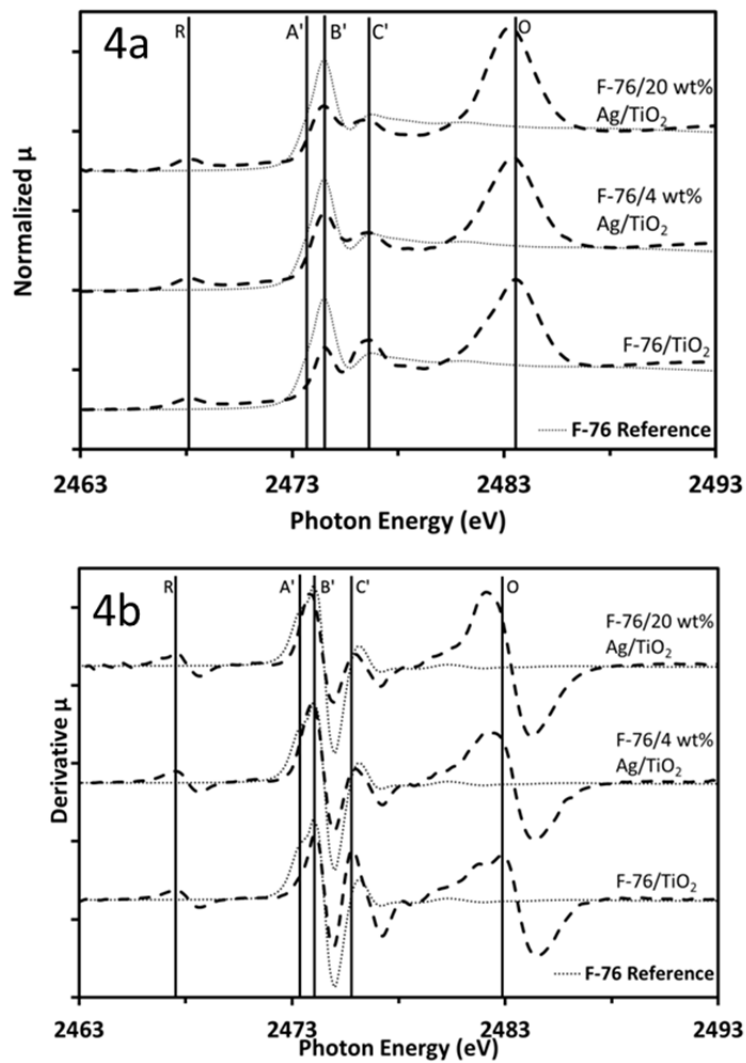 4a
R
A'
B'
C'
O
F-76/20 wt%
Ag/TiO₂
F-76/4 wt%
Ag/TiO₂
F-76/TiO₂
F-76 Reference
Normalized μ
2463
2473
2483
2493
Photon Energy (eV)
4b
R
A'
B'
C'
O
F-76/20 wt%
Ag/TiO₂
F-76/4 wt%
Ag/TiO₂
F-76/TiO₂
F-76 Reference
Derivative μ
2463
2473
2483
2493
Photon Energy (eV)